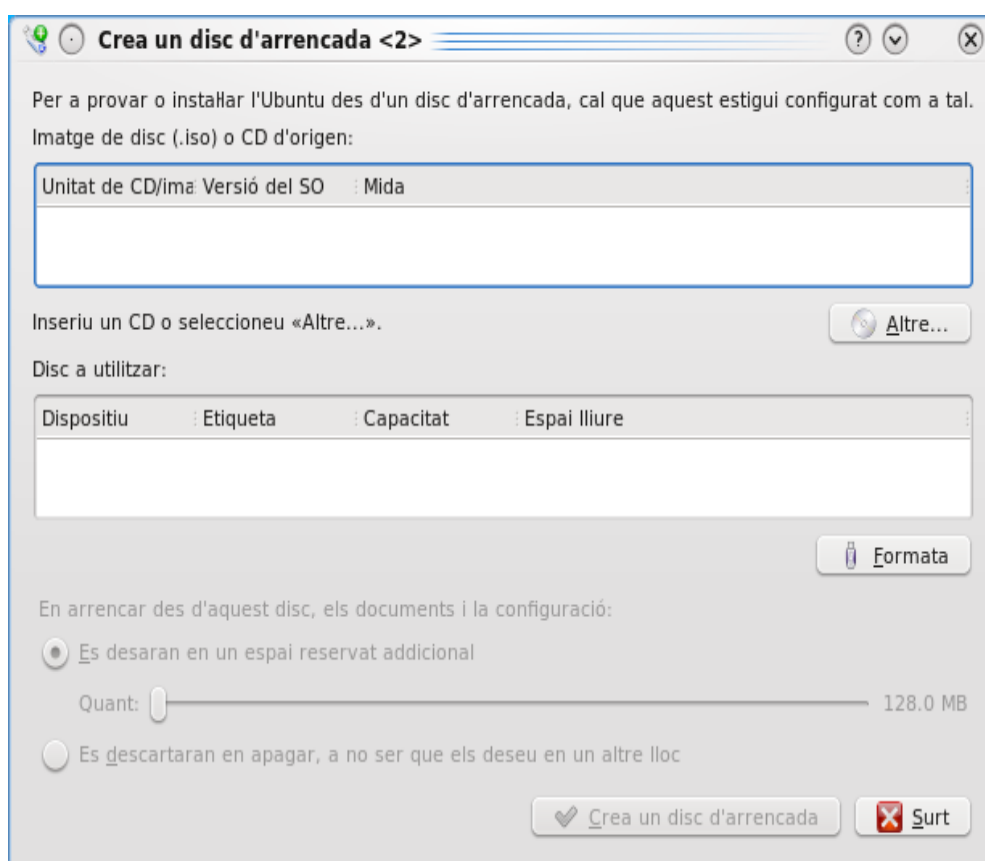 Crea un disc d'arrencada <2>
Per a provar o instaŀlar l'Ubuntu des d'un disc d'arrencada, cal que aquest estigui configurat com a tal.
Imatge de disc (.iso) o CD d'origen:
Unitat de CD/ima Versió del SO Mida
Inseriu un CD o seleccioneu «Altre...».
Altre...
Disc a utilitzar:
Dispositiu Etiqueta Capacitat Espai lliure
Formata
En arrencar des d'aquest disc, els documents i la configuració:
Es desaran en un espai reservat addicional
Quant: 128.0 MB
Es descartaran en apagar, a no ser que els deseu en un altre lloc
Crea un disc d'arrencada Surt